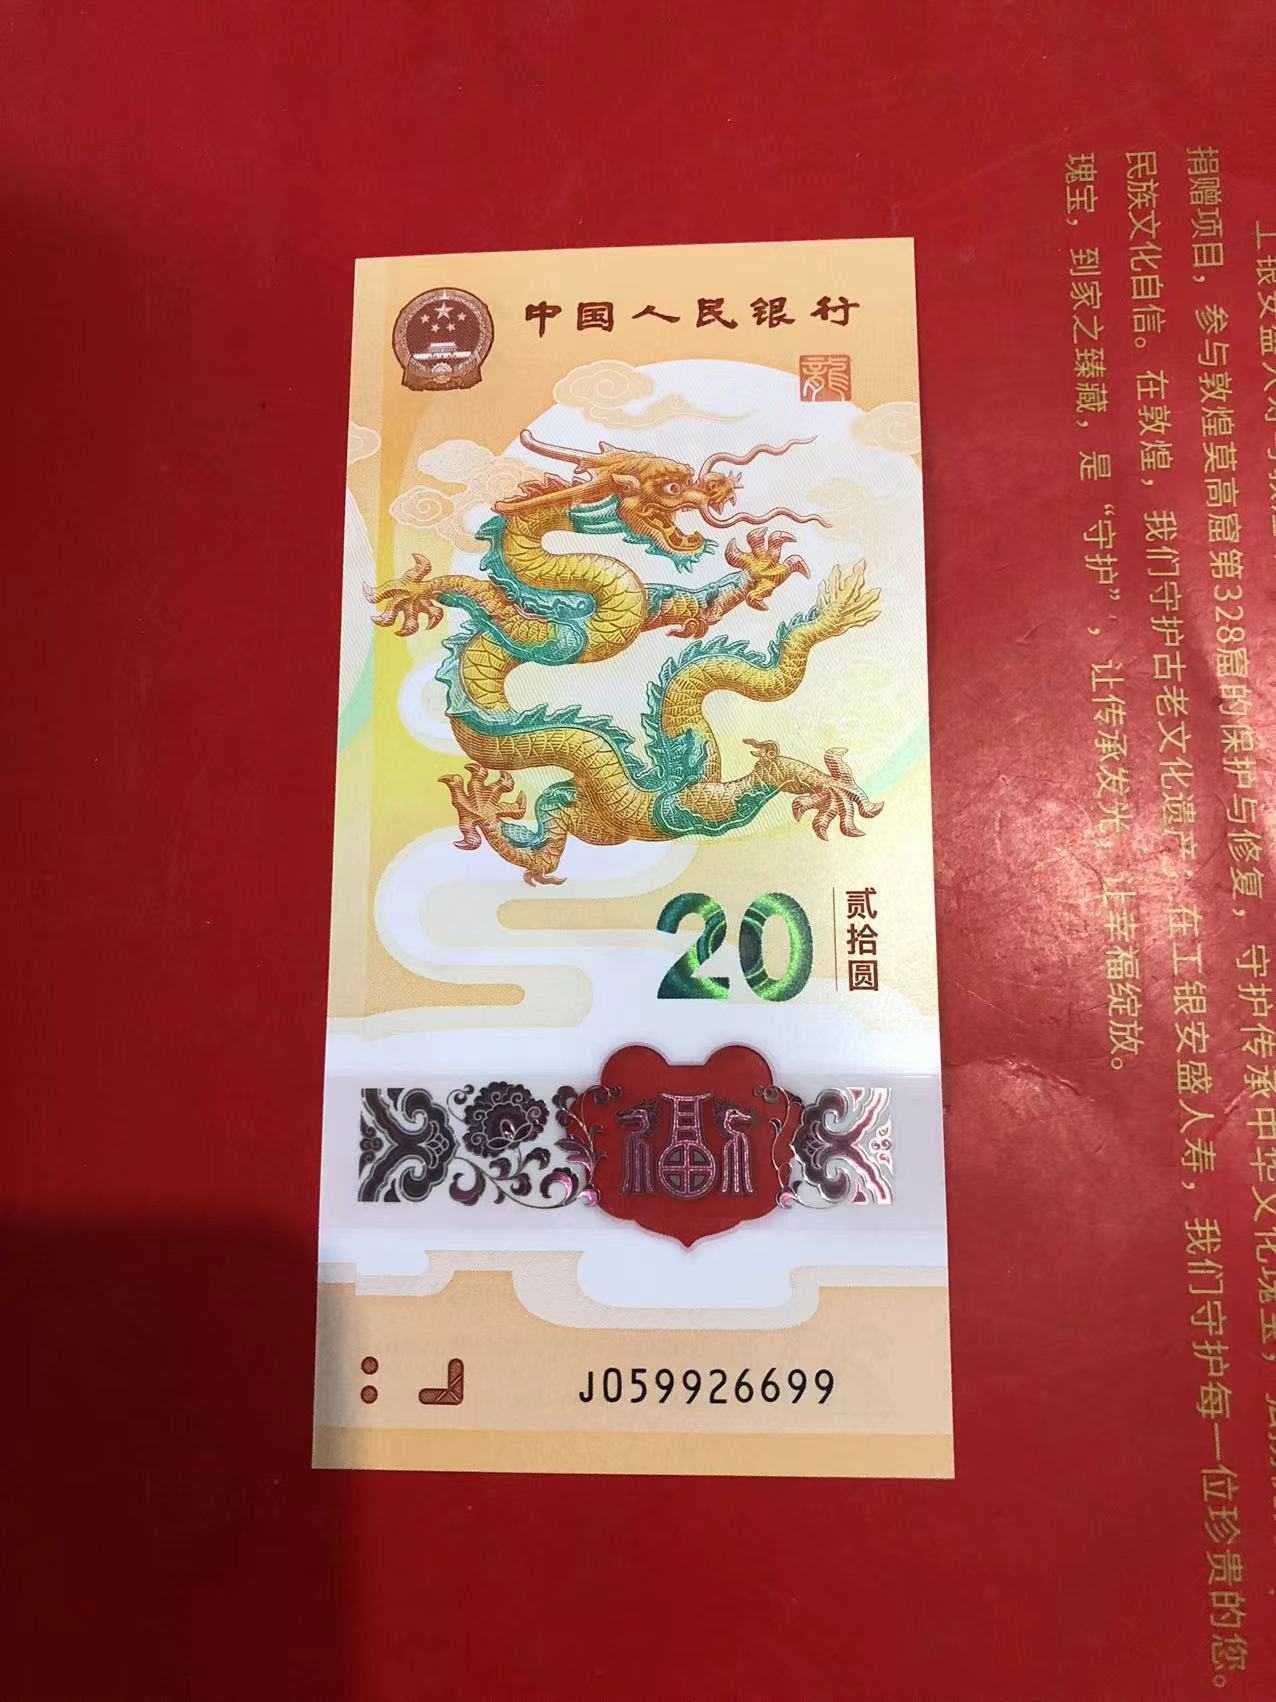 中国人民银行
龍
20
贰拾圆
福
J059926699
捐赠项目，参与敦煌莫高窟第328窟的保护与修复，守护传承中华文化瑰宝，
民族文化自信。在敦煌，我们守护古老文化遗产，在工银安盛人寿，我们守护每一位珍贵的您。
瑰宝，到家之臻藏，是“守护”，让传承发光，让幸福绽放。